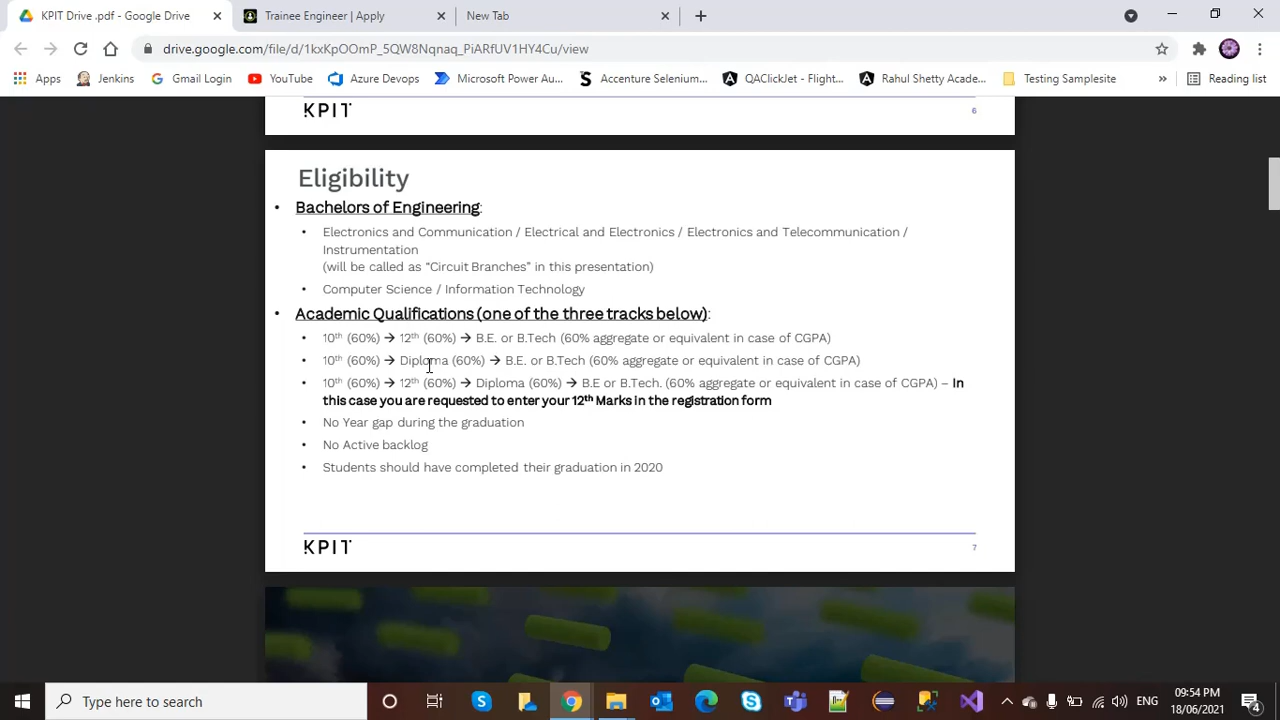 KPIT Drive .pdf - Google Drive
Trainee Engineer | Apply
New Tab
drive.google.com/file/d/1kxKpOOmP_5QW8Nqnaq_PiARfUV1HY4Cu/view
Apps
Jenkins
Gmail Login
YouTube
Azure Devops
Microsoft Power Au...
Accenture Selenium...
QAClickJet - Flight...
Rahul Shetty Acade...
Testing Samplesite
»
Reading list
KPIT
6
Eligibility
• Bachelors of Engineering:
• Electronics and Communication / Electrical and Electronics / Electronics and Telecommunication /
Instrumentation
(will be called as “Circuit Branches” in this presentation)
• Computer Science / Information Technology
• Academic Qualifications (one of the three tracks below):
• 10th (60%) → 12th (60%) → B.E. or B.Tech (60% aggregate or equivalent in case of CGPA)
• 10th (60%) → Diploma (60%) → B.E. or B.Tech (60% aggregate or equivalent in case of CGPA)
• 10th (60%) → 12th (60%) → Diploma (60%) → B.E or B.Tech. (60% aggregate or equivalent in case of CGPA) – In
this case you are requested to enter your 12th Marks in the registration form
• No Year gap during the graduation
• No Active backlog
• Students should have completed their graduation in 2020
KPIT
7
Type here to search
ENG
09:54 PM
18/06/2021
4